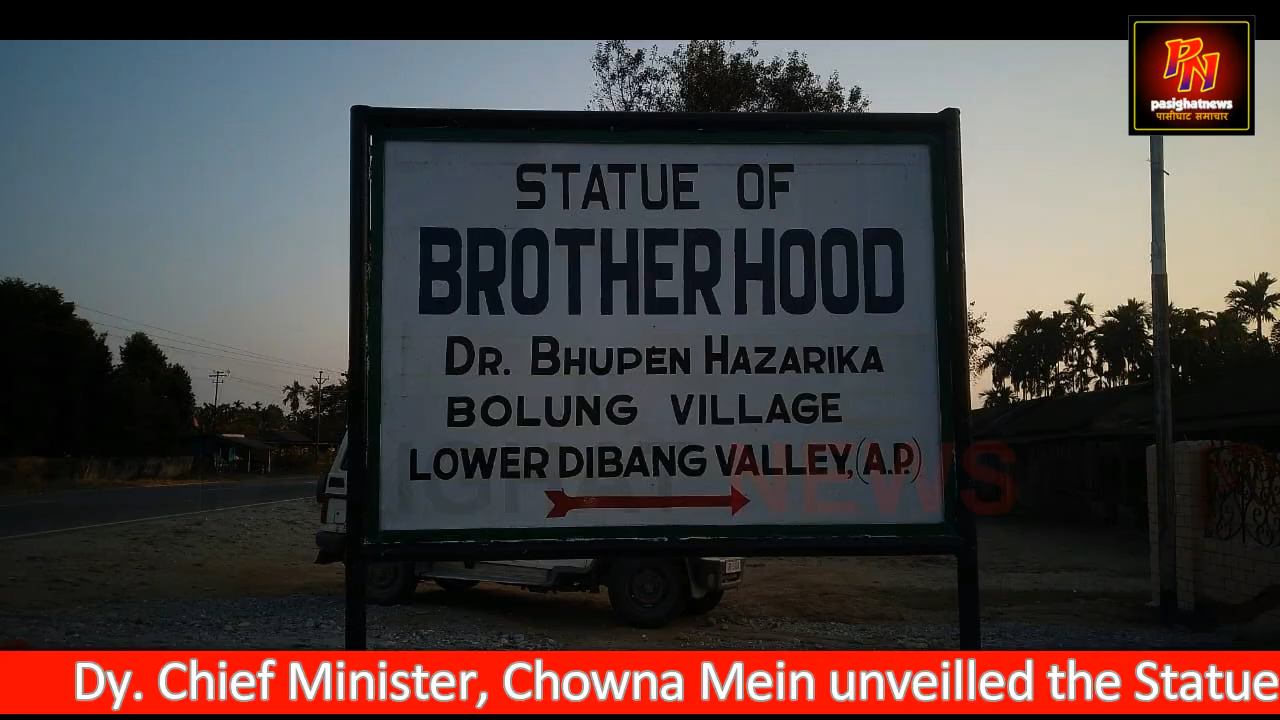 PN
pasighatnews
पासीघाट समाचार
STATUE OF
BROTHERHOOD
DR. BHUPEN HAZARIKA
BOLUNG VILLAGE
LOWER DIBANG VALLEY,(A.P.)
NEWS
Dy. Chief Minister, Chowna Mein unveilled the Statue